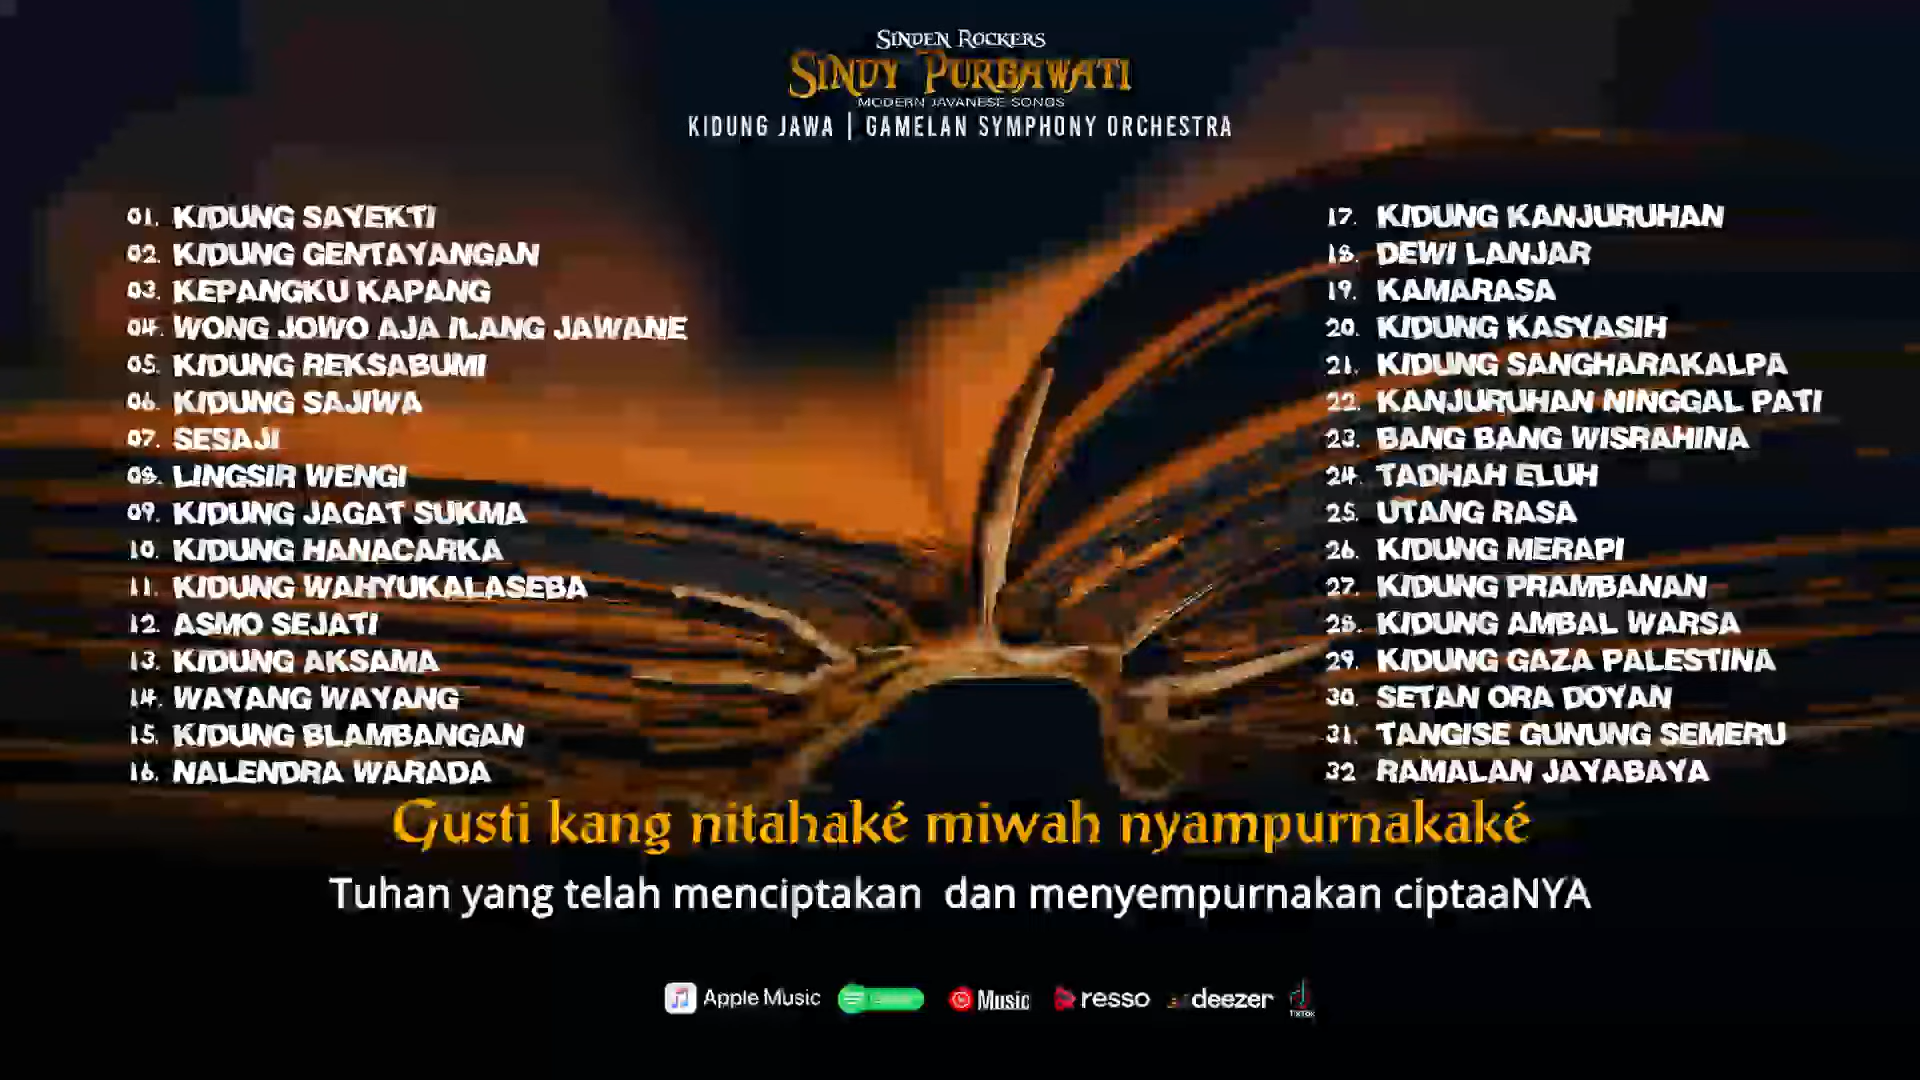 SINDEN ROCKERS
SINDY PURBAWATI
MODERN JAVANESE SONGS
KIDUNG JAWA | GAMELAN SYMPHONY ORCHESTRA
01. KIDUNG SAYEKTI
02. KIDUNG GENTAYANGAN
03. KEPANGKU KAPANG
04. WONG JOWO AJA ILANG JAWANE
05. KIDUNG REKSABUMI
06. KIDUNG SAJIWA
07. SESAJI
08. LINGSIR WENGI
09. KIDUNG JAGAT SUKMA
10. KIDUNG HANACARKA
11. KIDUNG WAHYUKALASEBA
12. ASMO SEJATI
13. KIDUNG AKSAMA
14. WAYANG WAYANG
15. KIDUNG BLAMBANGAN
16. NALENDRA WARADA
17. KIDUNG KANJURUHAN
18. DEWI LANJAR
19. KAMARASA
20. KIDUNG KASYASIH
21. KIDUNG SANGHARAKALPA
22. KANJURUHAN NINGGAL PATI
23. BANG BANG WISRAHINA
24. TADHAH ELUH
25. UTANG RASA
26. KIDUNG MERAPI
27. KIDUNG PRAMBANAN
28. KIDUNG AMBAL WARSA
29. KIDUNG GAZA PALESTINA
30. SETAN ORA DOYAN
31. TANGISE GUNUNG SEMERU
32 RAMALAN JAYABAYA
Gusti kang nitahaké miwah nyampurnakaké
Tuhan yang telah menciptakan dan menyempurnakan ciptaaNYA
Apple Music Music resso deezer TIKTOK